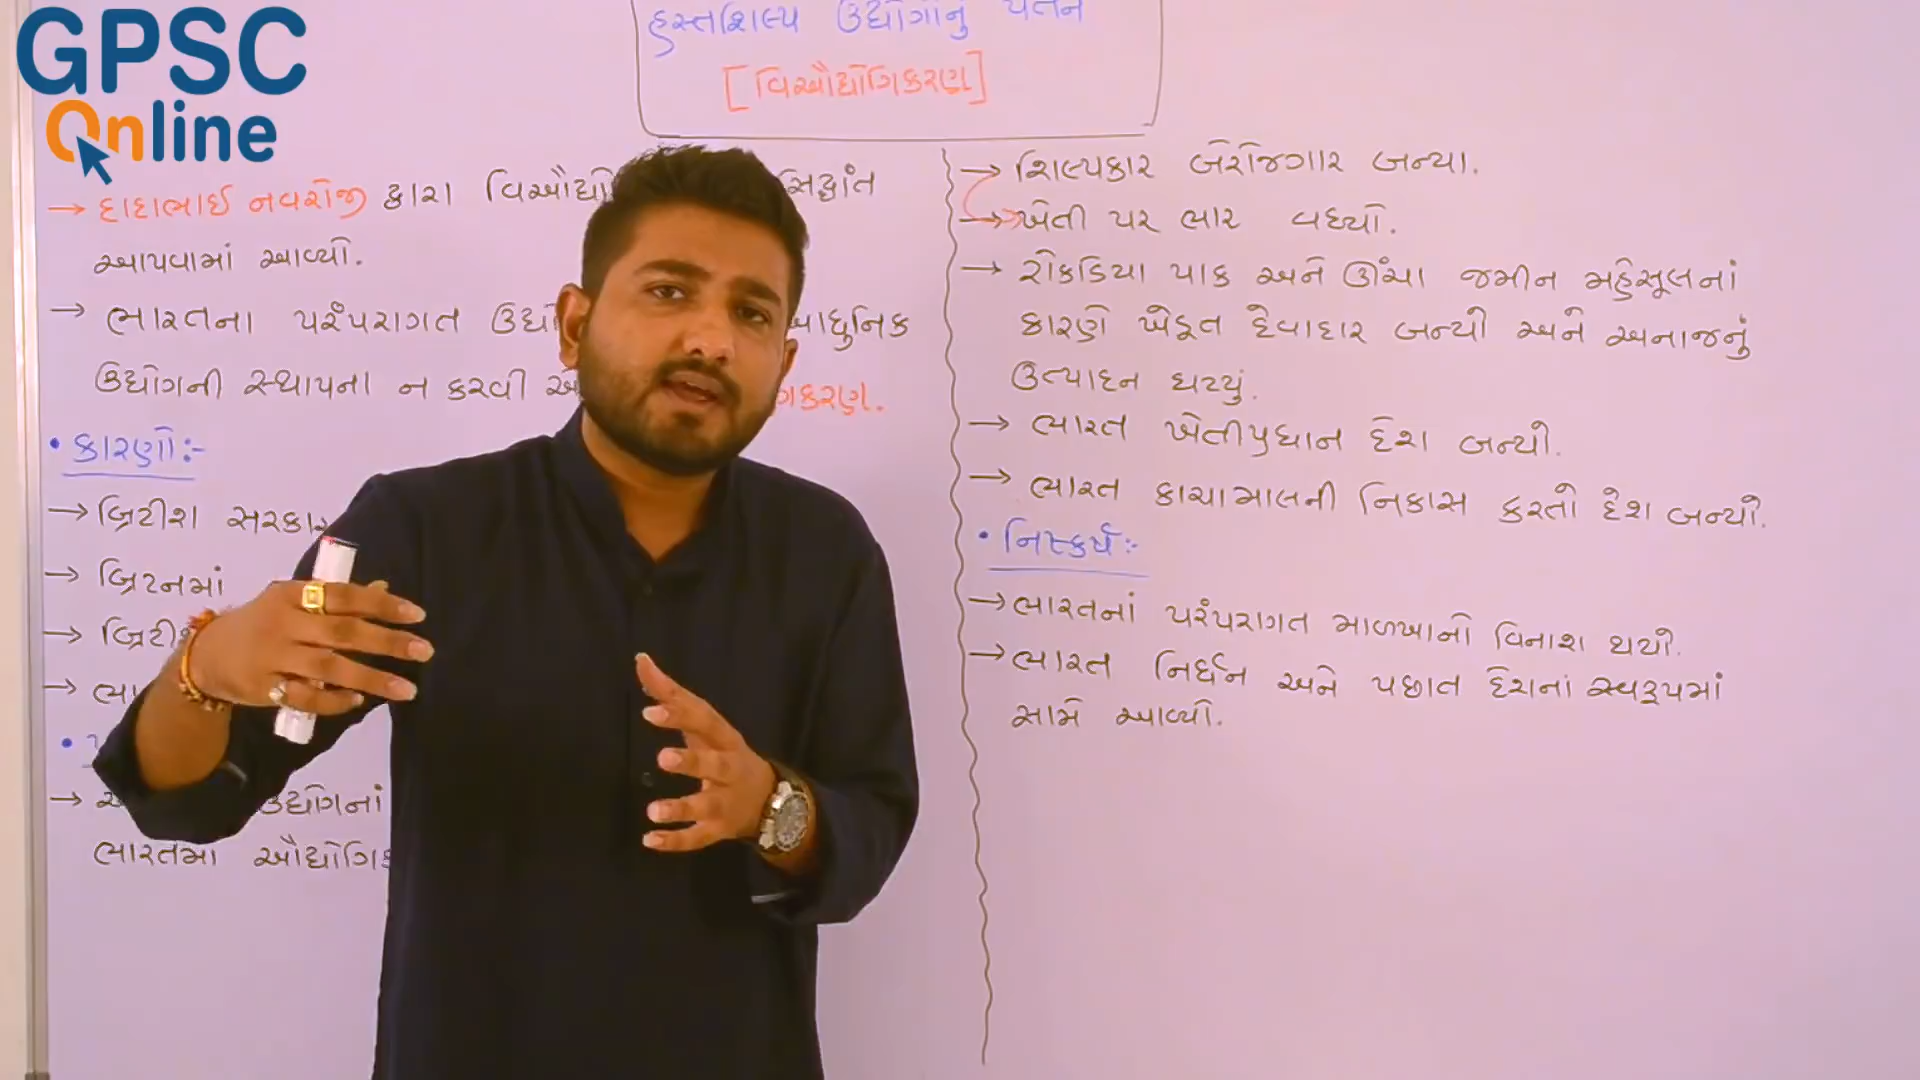 GPSC
Online
હસ્તશિલ્પ ઉદ્યોગોનું પતન
[વિઔદ્યોગિકરણ]
→ દાદાભાઈ નવરોજી દ્વારા સિદ્ધાંત
આપવામાં આવ્યો.
→ ભારતના પરંપરાગત આધુનિક
ઉદ્યોગની સ્થાપના ન કરવી
• કારણો:-
→ બ્રિટીશ સરકાર
→ બ્રિટનમાં
→ બ્રિટીશ
→
•
→ ઉદ્યોગનાં
ભારતમા
→ શિલ્પકાર બેરોજગાર બન્યા.
→ ખેતી પર ભાર વધ્યો.
→ રોકડિયા પાક અને ઊંચા જમીન મહેસૂલનાં
કારણે ખેડૂત દેવાદાર બન્યો અને અનાજનું
ઉત્પાદન ઘટ્યું.
→ ભારત ખેતીપ્રધાન દેશ બન્યો.
→ ભારત કાચામાલની નિકાસ કરતો દેશ બન્યો.
• નિષ્કર્ષ:-
→ ભારતનાં પરંપરાગત માળખાનો વિનાશ થયો.
→ ભારત નિર્ધન અને પછાત દેશનાં સ્વરૂપમાં
સામે આવ્યો.